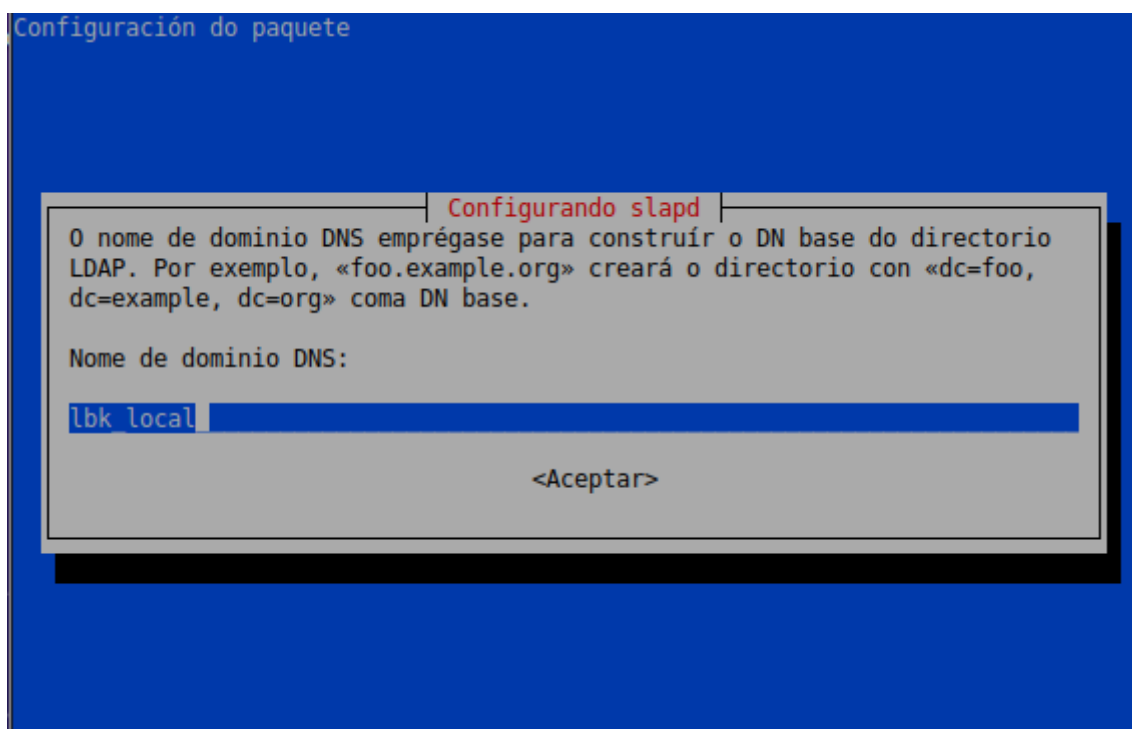 Configuración do paquete
Configurando slapd
O nome de dominio DNS emprégase para construír o DN base do directorio
LDAP. Por exemplo, «foo.example.org» creará o directorio con «dc=foo,
dc=example, dc=org» coma DN base.
Nome de dominio DNS:
lbk_local
<Aceptar>